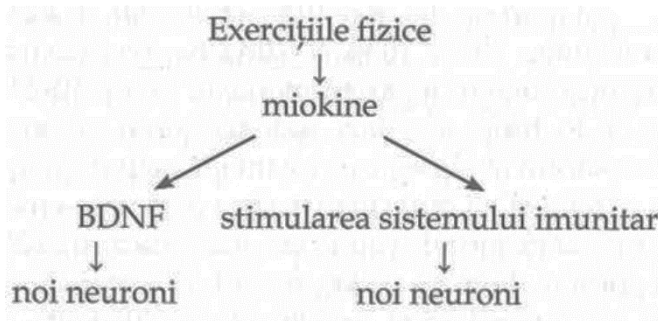 Exercițiile fizice
miokine
BDNF stimularea sistemului imunitar
noi neuroni noi neuroni